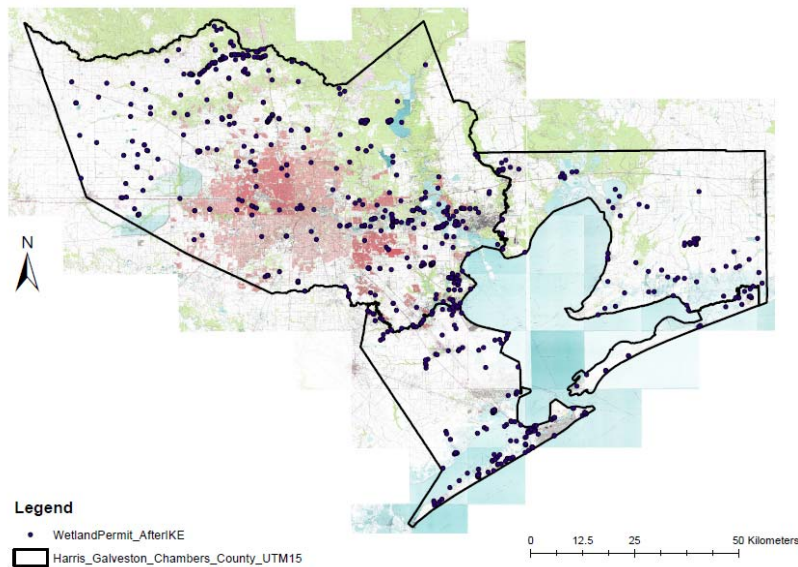 N
Legend
WetlandPermit_AfterIKE
Harris_Galveston_Chambers_County_UTM15
0 12.5 25 50 Kilometers